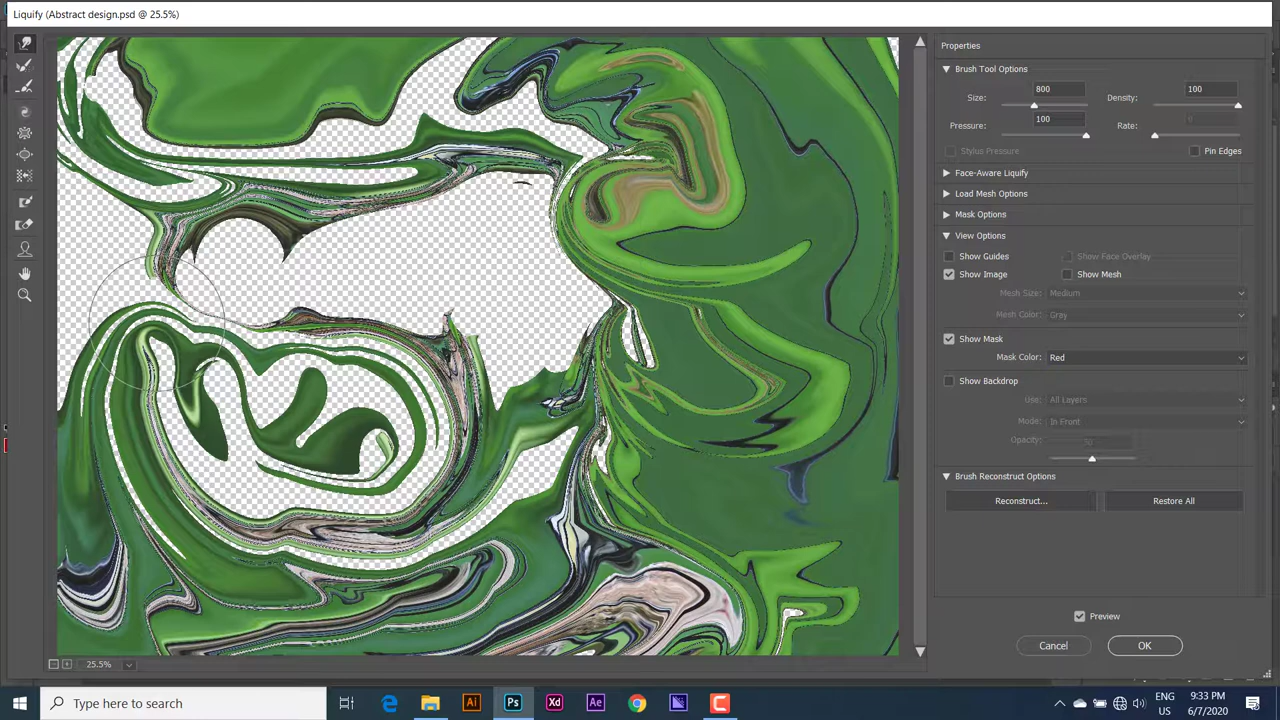 Liquify (Abstract design.psd @ 25.5%)
Properties
Brush Tool Options
Size: 800 Density: 100
Pressure: 100 Rate: 0
Stylus Pressure Pin Edges
Face-Aware Liquify
Load Mesh Options
Mask Options
View Options
Show Guides Show Face Overlay
Show Image Show Mesh
Mesh Size: Medium
Mesh Color: Gray
Show Mask
Mask Color: Red
Show Backdrop
Use: All Layers
Mode: In Front
Opacity: 50
Brush Reconstruct Options
Reconstruct... Restore All
Preview
Cancel OK
25.5%
Type here to search
Ai Ps Xd Ae
ENG
US
9:33 PM
6/7/2020